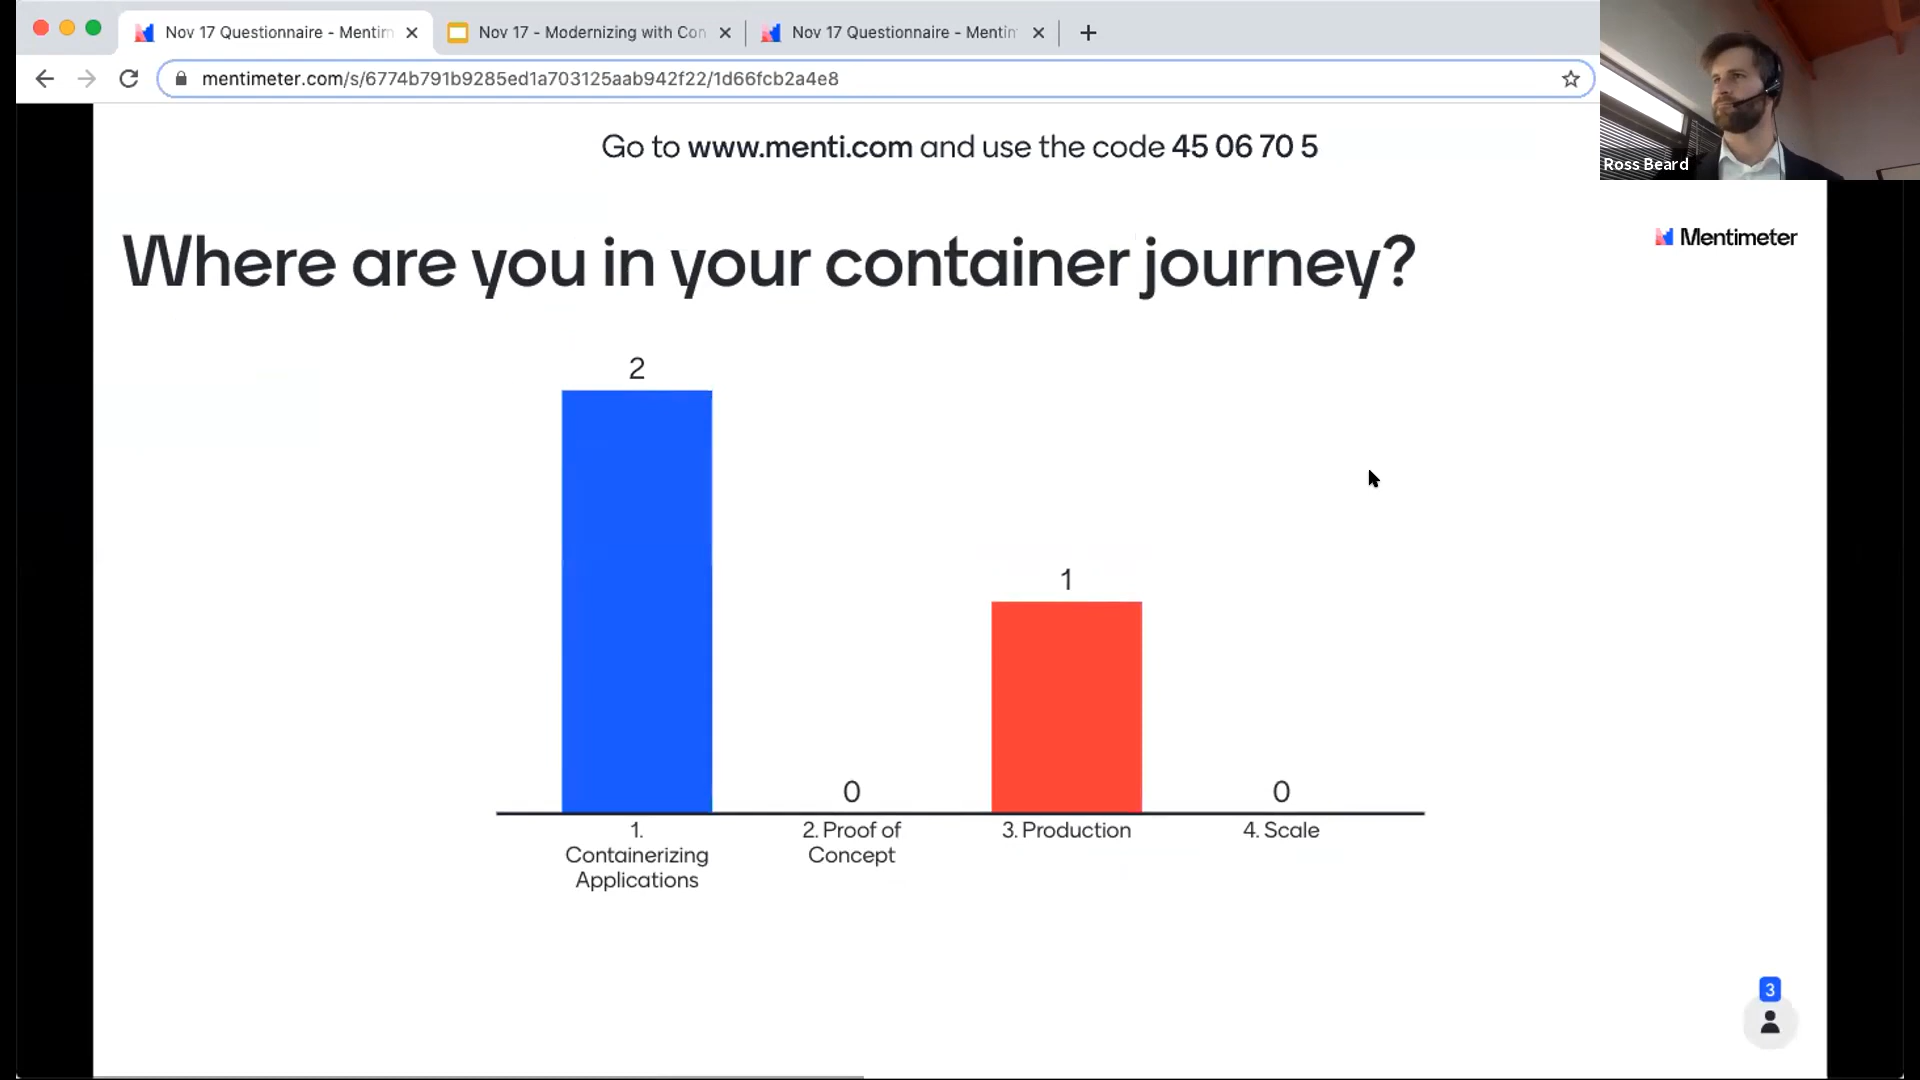 Nov 17 Questionnaire - Mentim
Nov 17 - Modernizing with Con
Nov 17 Questionnaire - Mentim
mentimeter.com/s/6774b791b9285ed1a703125aab942f22/1d66fcb2a4e8
Ross Beard
Go to www.menti.com and use the code 45 06 70 5
Mentimeter
Where are you in your container journey?
2
0
1
0
1.
Containerizing
Applications
2. Proof of
Concept
3. Production
4. Scale
3